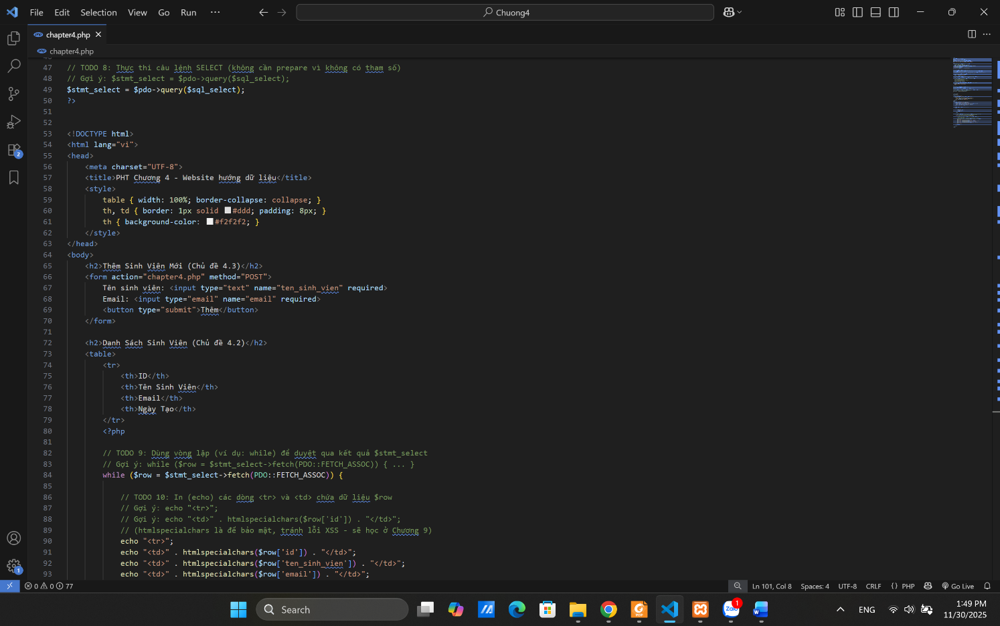 File Edit Selection View Go Run ··· Chuong4
chapter4.php
chapter4.php
47 // TODO 8: Thực thi câu lệnh SELECT (không cần prepare vì không có tham số)
48 // Gợi ý: $stmt_select = $pdo->query($sql_select);
49 $stmt_select = $pdo->query($sql_select);
50 ?>
51
52
53 <!DOCTYPE html>
54 <html lang="vi">
55 <head>
56 <meta charset="UTF-8">
57 <title>PHT Chương 4 - Website hướng dữ liệu</title>
58 <style>
59 table { width: 100%; border-collapse: collapse; }
60 th, td { border: 1px solid #ddd; padding: 8px; }
61 th { background-color: #f2f2f2; }
62 </style>
63 </head>
64 <body>
65 <h2>Thêm Sinh Viên Mới (Chủ đề 4.3)</h2>
66 <form action="chapter4.php" method="POST">
67 Tên sinh viên: <input type="text" name="ten_sinh_vien" required>
68 Email: <input type="email" name="email" required>
69 <button type="submit">Thêm</button>
70 </form>
71
72 <h2>Danh Sách Sinh Viên (Chủ đề 4.2)</h2>
73 <table>
74 <tr>
75 <th>ID</th>
76 <th>Tên Sinh Viên</th>
77 <th>Email</th>
78 <th>Ngày Tạo</th>
79 </tr>
80 <?php
81
82 // TODO 9: Dùng vòng lặp (ví dụ: while) để duyệt qua kết quả $stmt_select
83 // Gợi ý: while ($row = $stmt_select->fetch(PDO::FETCH_ASSOC)) { ... }
84 while ($row = $stmt_select->fetch(PDO::FETCH_ASSOC)) {
85
86 // TODO 10: In (echo) các dòng <tr> và <td> chứa dữ liệu $row
87 // Gợi ý: echo "<tr>";
88 // Gợi ý: echo "<td>" . htmlspecialchars($row['id']) . "</td>";
89 // (htmlspecialchars là để bảo mật, tránh lỗi XSS - sẽ học ở Chương 9)
90 echo "<tr>";
91 echo "<td>" . htmlspecialchars($row['id']) . "</td>";
92 echo "<td>" . htmlspecialchars($row['ten_sinh_vien']) . "</td>";
93 echo "<td>" . htmlspecialchars($row['email']) . "</td>";
2
1
0 0 77 Ln 101, Col 8 Spaces: 4 UTF-8 CRLF {} PHP Go Live
Search PDF Zalo 1 W ENG 1:49 PM
11/30/2025